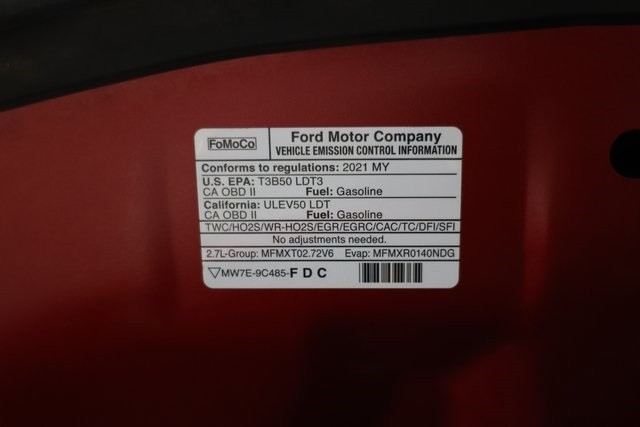 FoMoCo
Ford Motor Company
VEHICLE EMISSION CONTROL INFORMATION
Conforms to regulations: 2021 MY
U.S. EPA: T3B50 LDT3
CA OBD II Fuel: Gasoline
California: ULEV50 LDT
CA OBD II Fuel: Gasoline
TWC/HO2S/WR-HO2S/EGR/EGRC/CAC/TC/DFI/SFI
No adjustments needed.
2.7L-Group: MFMXT02.72V6 Evap: MFMXR0140NDG
MW7E-9C485-F D C